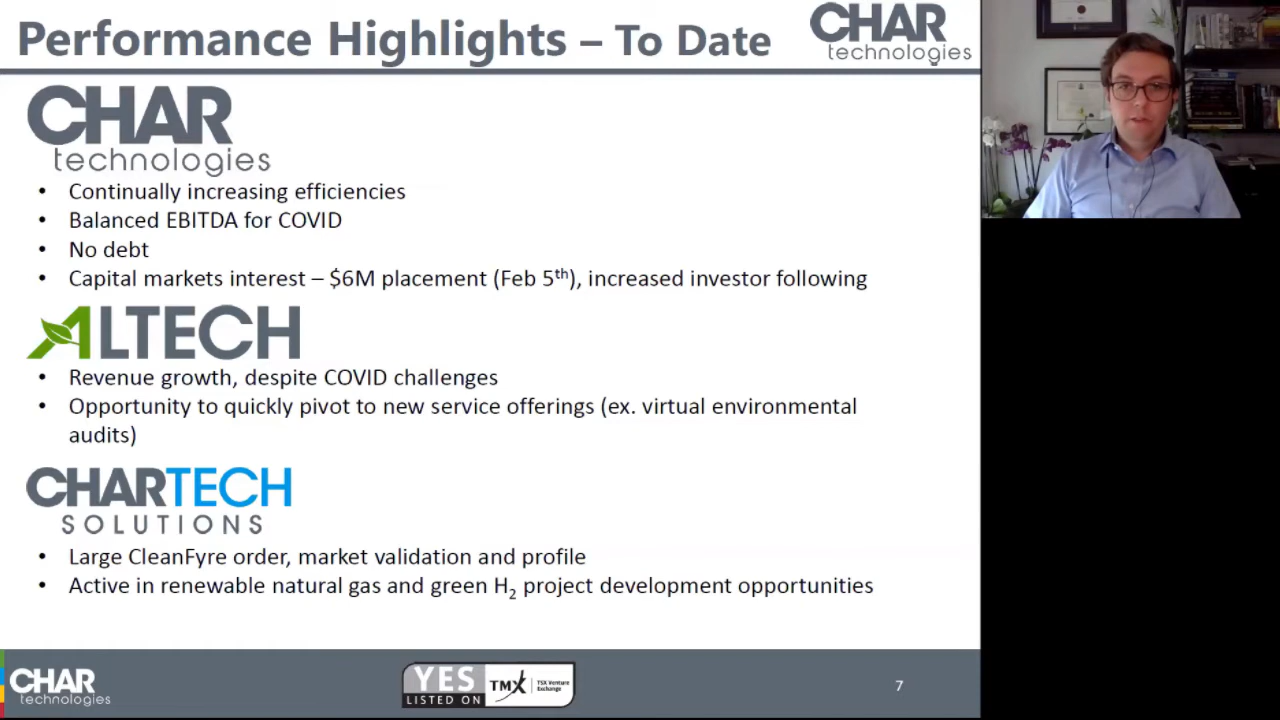 Performance Highlights – To Date
CHAR
technologies
CHAR
technologies
• Continually increasing efficiencies
• Balanced EBITDA for COVID
• No debt
• Capital markets interest – $6M placement (Feb 5th), increased investor following
ALTECH
• Revenue growth, despite COVID challenges
• Opportunity to quickly pivot to new service offerings (ex. virtual environmental
audits)
CHARTECH
SOLUTIONS
• Large CleanFyre order, market validation and profile
• Active in renewable natural gas and green H2 project development opportunities
CHAR
technologies
YES
LISTED ON
TMX
TSX Venture
Exchange
7